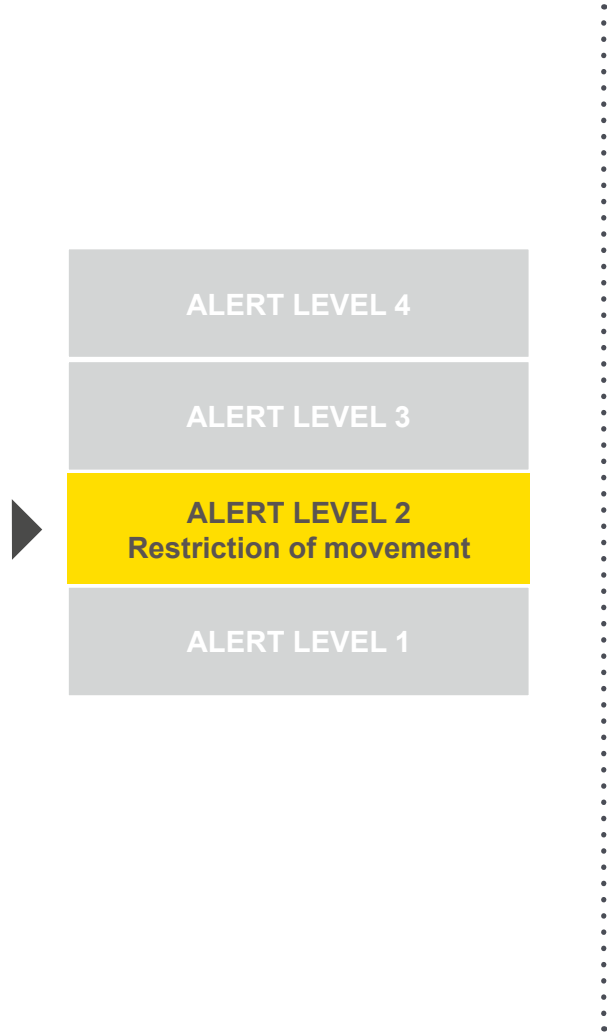 ALERT LEVEL 4
ALERT LEVEL 3
ALERT LEVEL 2
Restriction of movement
ALERT LEVEL 1